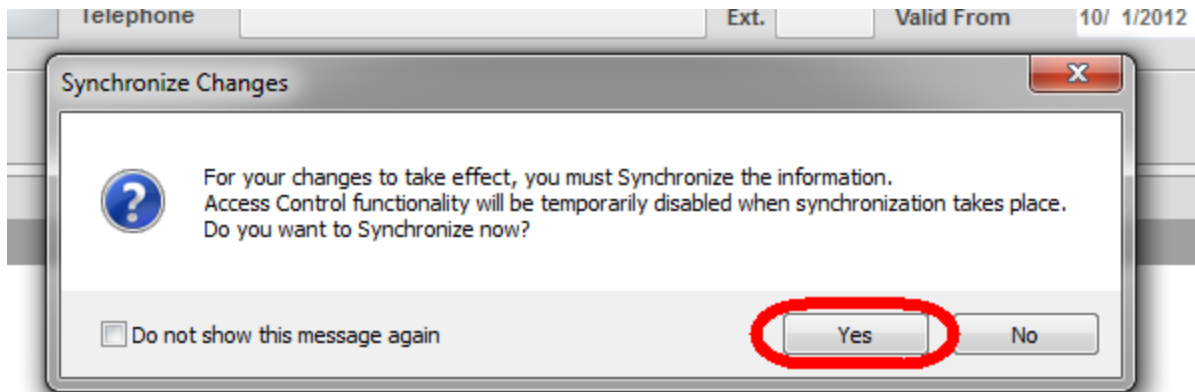 Telephone Ext. Valid From 10/ 1/2012
Synchronize Changes
For your changes to take effect, you must Synchronize the information.
Access Control functionality will be temporarily disabled when synchronization takes place.
Do you want to Synchronize now?
Do not show this message again Yes No